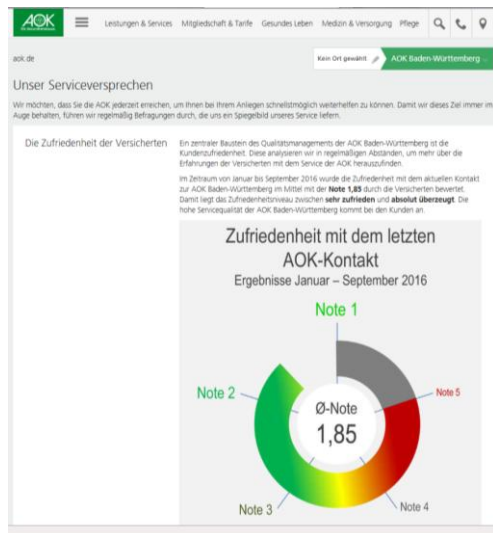 AOK
Leistungen & Services Mitgliedschaft & Tarife Gesundes Leben Medizin & Versorgung Pflege
aok.de
Kein Ort gewählt AOK Baden-Württemberg
Unser Serviceversprechen
Wir möchten, dass Sie die AOK jederzeit erreichen, um Ihnen bei Ihrem Anliegen schnellstmöglich weiterhelfen zu können. Damit wir dieses Ziel immer im
Auge behalten, führen wir regelmäßig Befragungen durch, die uns ein Spiegelbild unseres Service liefern.
Die Zufriedenheit der Versicherten
Ein zentraler Baustein des Qualitätsmanagements der AOK Baden-Württemberg ist die
Kundenzufriedenheit. Diese analysieren wir in regelmäßigen Abständen, um mehr über die
Erfahrungen der Versicherten mit dem Service der AOK herauszufinden.
Im Zeitraum von Januar bis September 2016 wurde die Zufriedenheit mit dem aktuellen Kontakt
zur AOK Baden-Württemberg im Mittel mit der Note 1,85 durch die Versicherten bewertet.
Damit liegt das Zufriedenheitsniveau zwischen sehr zufrieden und absolut überzeugt. Die
hohe Servicequalität der AOK Baden-Württemberg kommt bei den Kunden an.
Zufriedenheit mit dem letzten
AOK-Kontakt
Ergebnisse Januar – September 2016
Note 1
Note 2
Note 5
Ø-Note
1,85
Note 3
Note 4